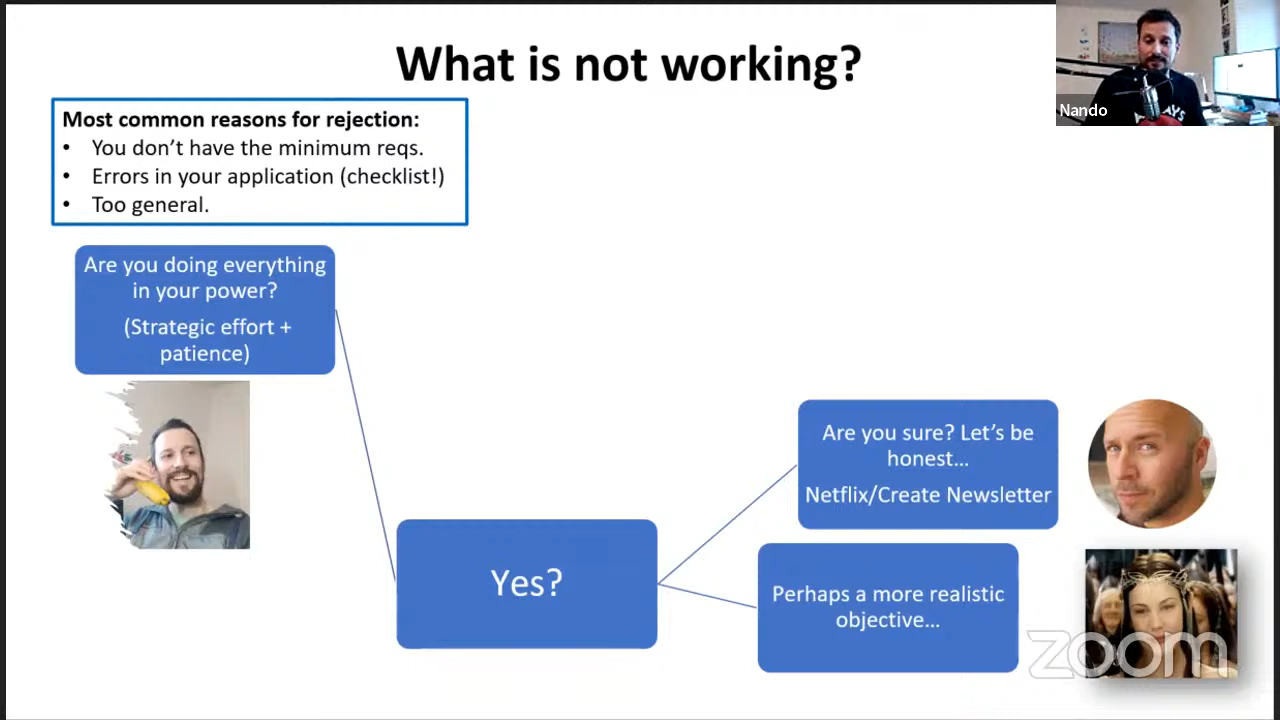 What is not working?
Nando
Most common reasons for rejection:
• You don't have the minimum reqs.
• Errors in your application (checklist!)
• Too general.
Are you doing everything
in your power?
(Strategic effort +
patience)
Yes?
Are you sure? Let's be
honest…
Netflix/Create Newsletter
Perhaps a more realistic
objective…
zoom